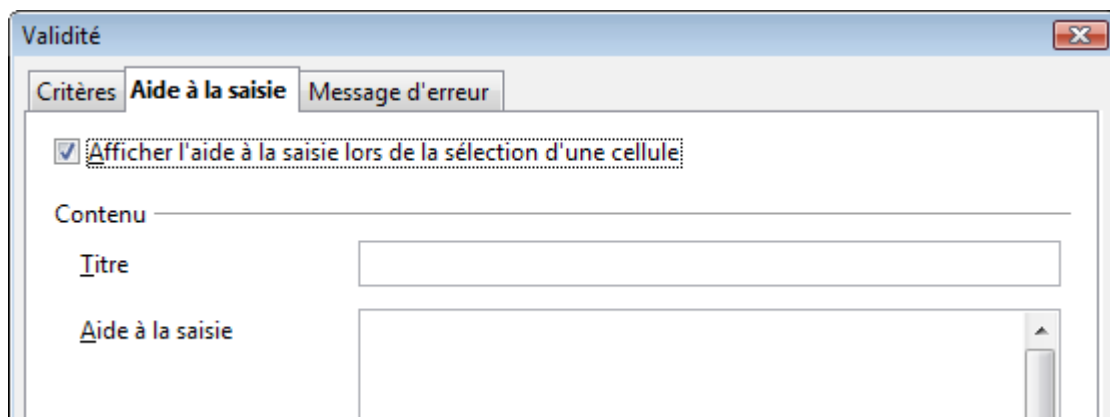 Validité
Critères Aide à la saisie Message d'erreur
Afficher l'aide à la saisie lors de la sélection d'une cellule
Contenu
Titre
Aide à la saisie